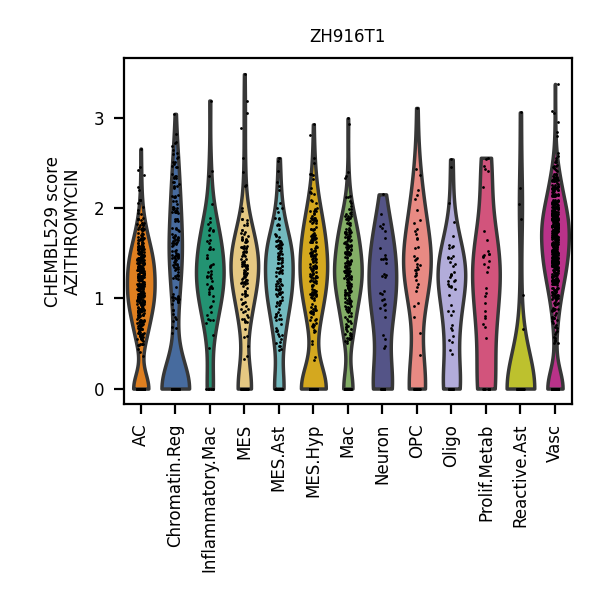 ZH916T1
CHEMBL529 score
AZITHROMYCIN
3
2
1
0
AC
Chromatin.Reg
Inflammatory.Mac
MES
MES.Ast
MES.Hyp
Mac
Neuron
OPC
Oligo
Prolif.Metab
Reactive.Ast
Vasc